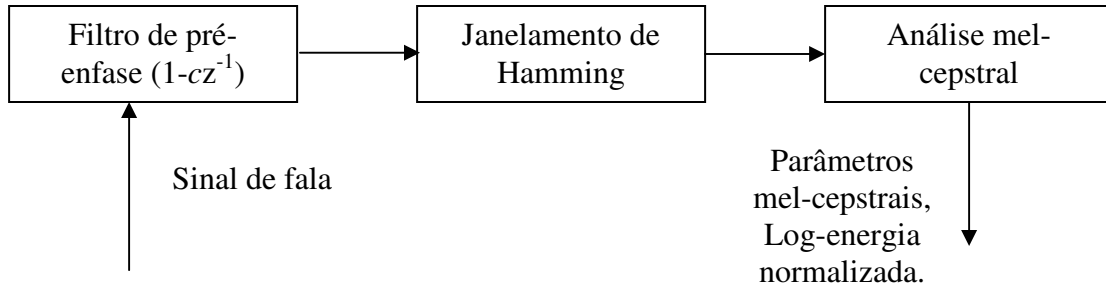 Filtro de pré-
enfase (1-cz⁻¹)
Janelamento de
Hamming
Análise mel-
cepstral
Sinal de fala
Parâmetros
mel-cepstrais,
Log-energia
normalizada.